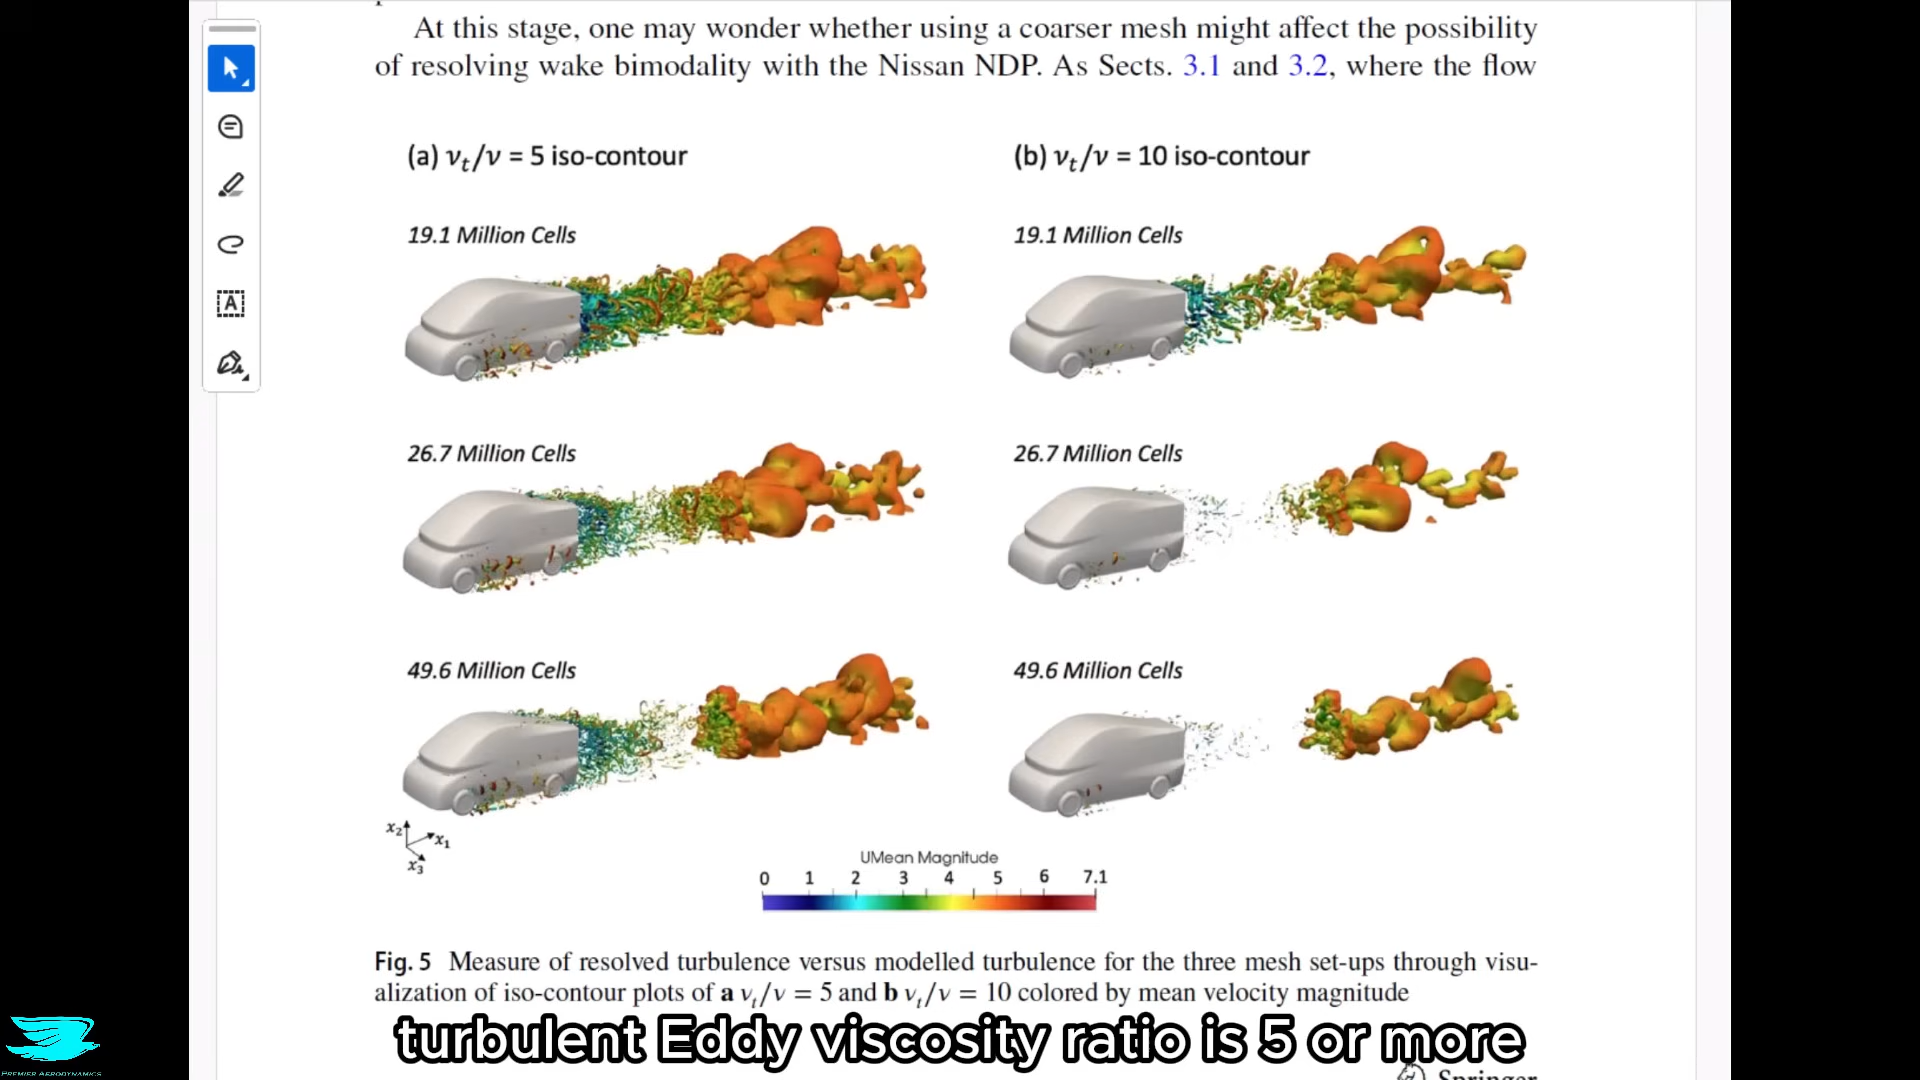 At this stage, one may wonder whether using a coarser mesh might affect the possibility
of resolving wake bimodality with the Nissan NDP. As Sects. 3.1 and 3.2, where the flow
(a) νt/ν = 5 iso-contour
(b) νt/ν = 10 iso-contour
19.1 Million Cells
19.1 Million Cells
26.7 Million Cells
26.7 Million Cells
49.6 Million Cells
49.6 Million Cells
x2
x1
x3
UMean Magnitude
0 1 2 3 4 5 6 7.1
Fig. 5 Measure of resolved turbulence versus modelled turbulence for the three mesh set-ups through visu-
alization of iso-contour plots of a νt/ν = 5 and b νt/ν = 10 colored by mean velocity magnitude
turbulent Eddy viscosity ratio is 5 or more
Springer
PREMIER AERODYNAMICS
A